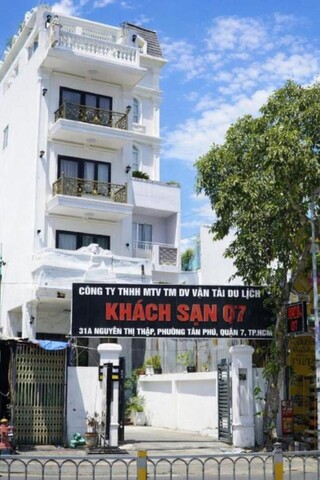 CÔNG TY TNHH MTV TM DV VẬN TẢI DU LỊCH
KHÁCH SẠN Q7
31A NGUYỄN THỊ THẬP, PHƯỜNG TÂN PHÚ, QUẬN 7, TP.HCM